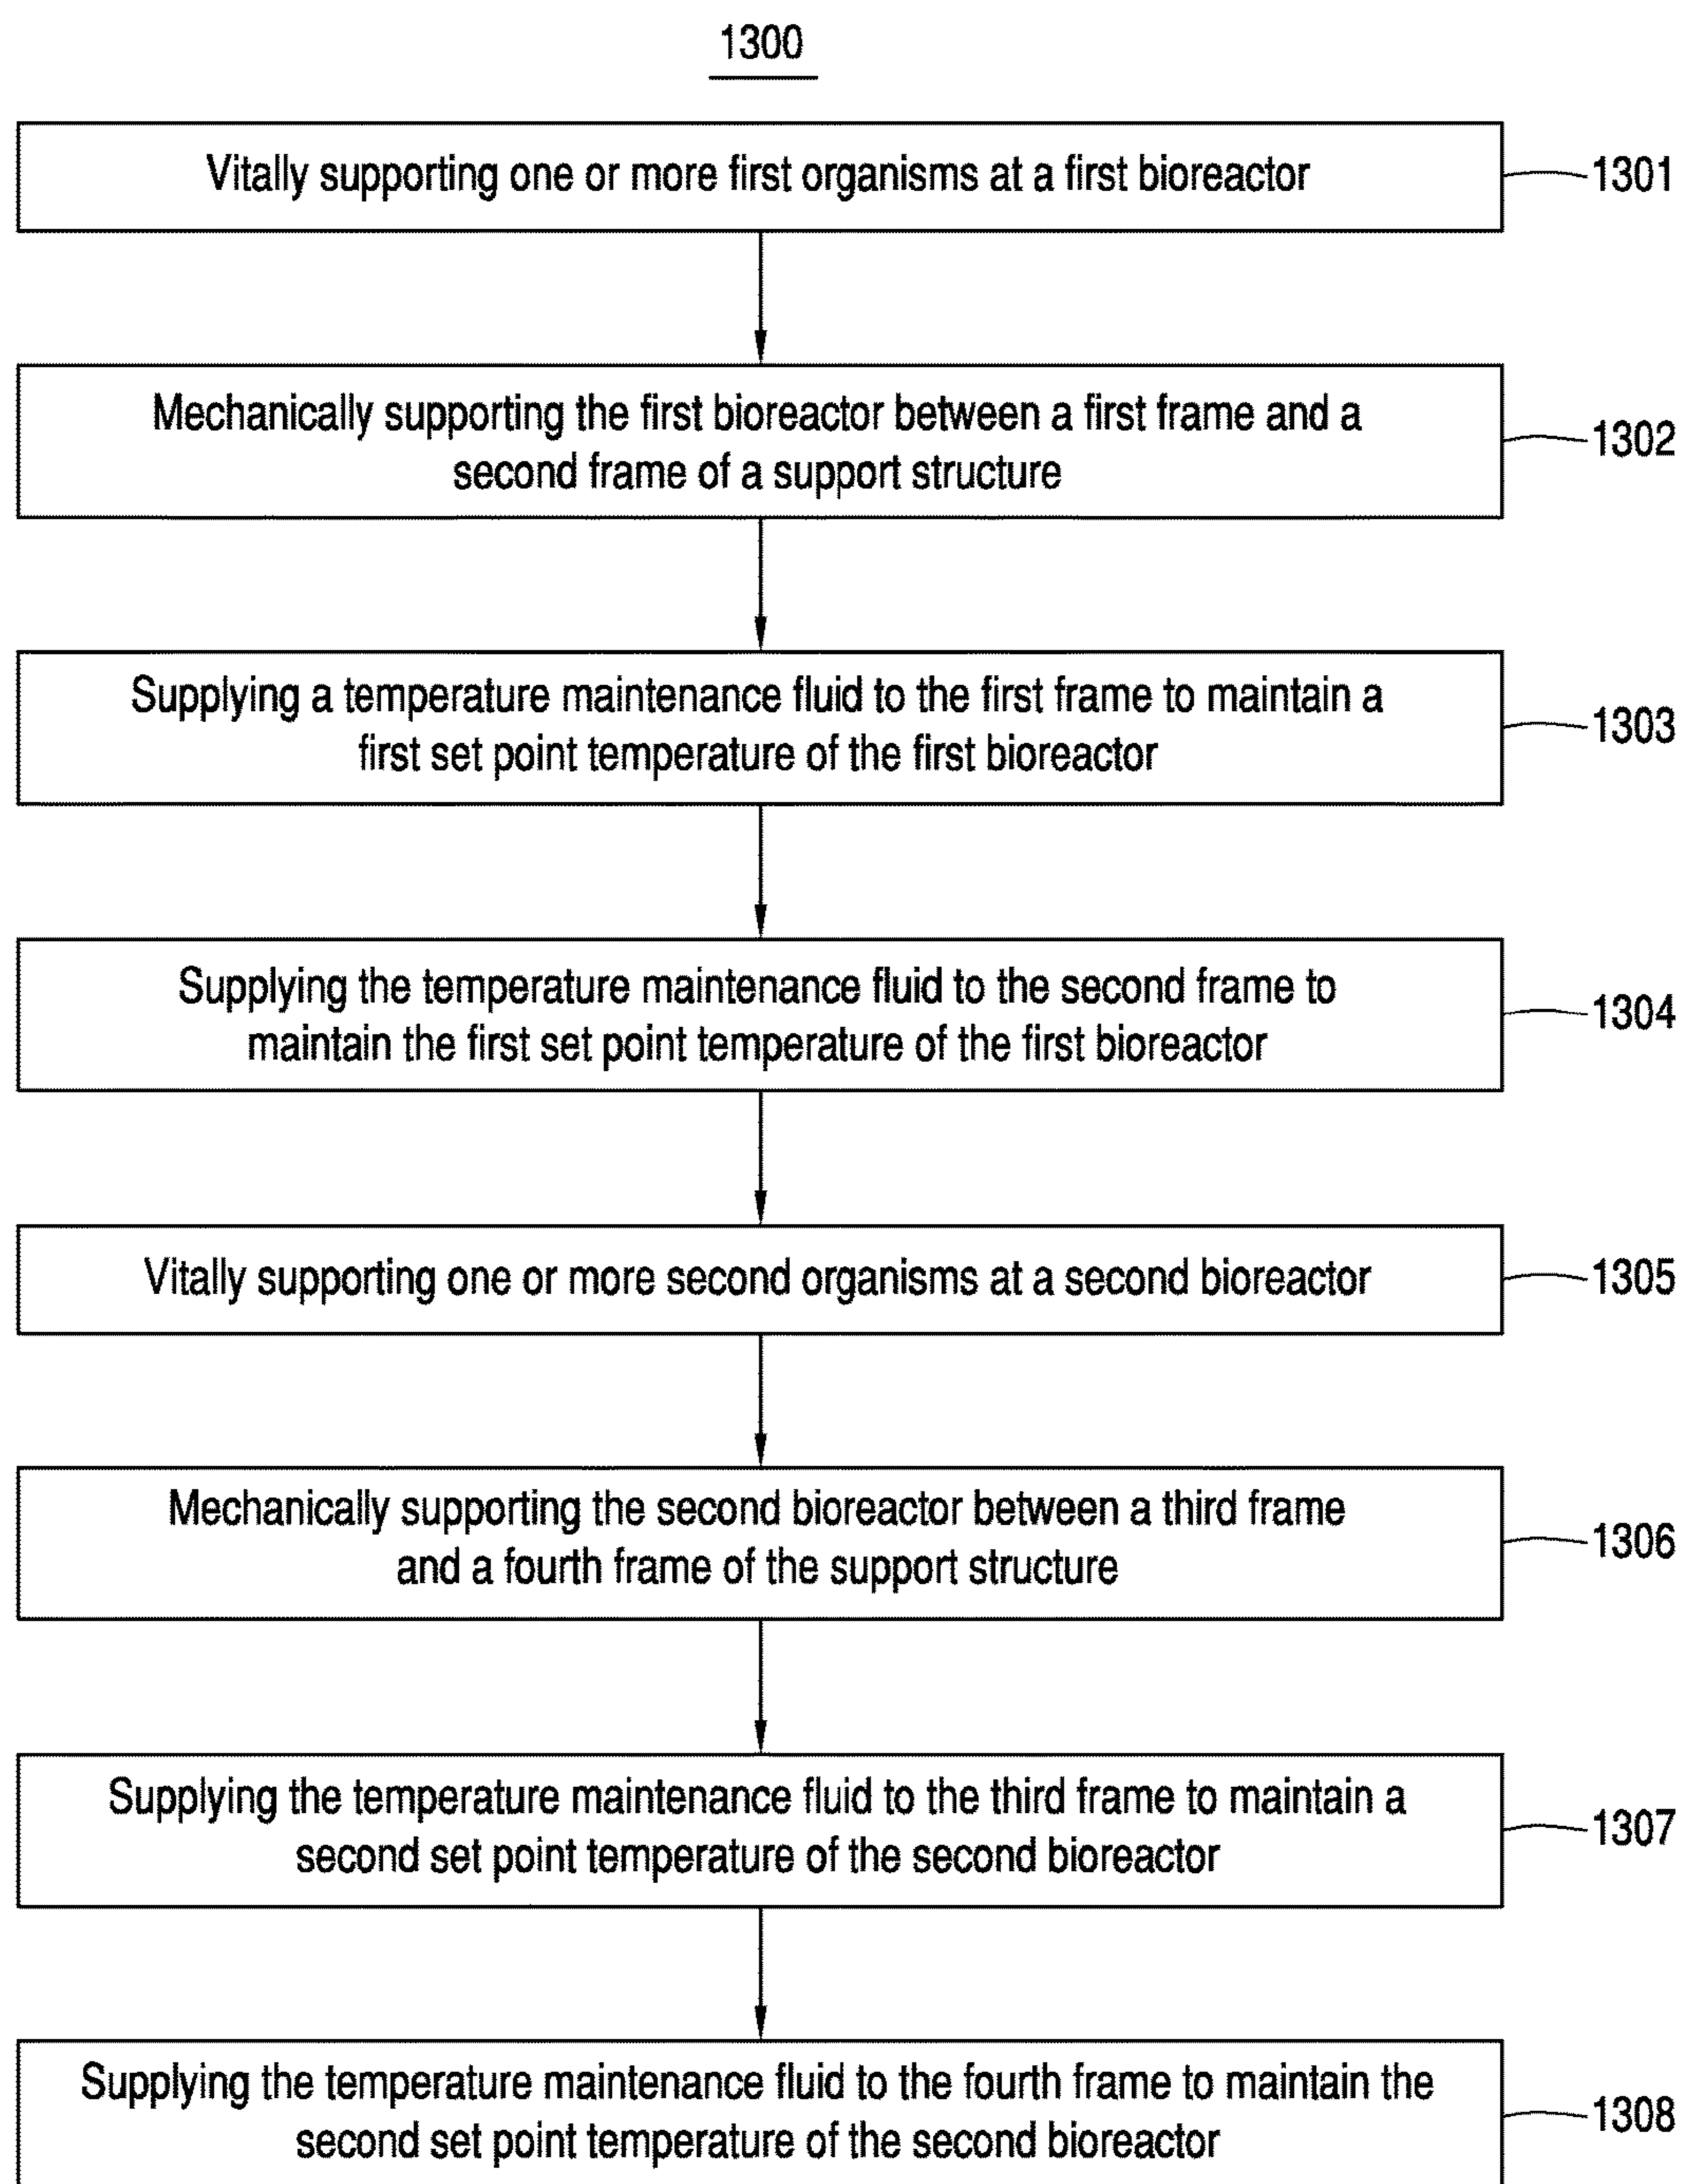 1300
Vitally supporting one or more first organisms at a first bioreactor
1301
Mechanically supporting the first bioreactor between a first frame and a
second frame of a support structure
1302
Supplying a temperature maintenance fluid to the first frame to maintain a
first set point temperature of the first bioreactor
1303
Supplying the temperature maintenance fluid to the second frame to
maintain the first set point temperature of the first bioreactor
1304
Vitally supporting one or more second organisms at a second bioreactor
1305
Mechanically supporting the second bioreactor between a third frame
and a fourth frame of the support structure
1306
Supplying the temperature maintenance fluid to the third frame to maintain a
second set point temperature of the second bioreactor
1307
Supplying the temperature maintenance fluid to the fourth frame to maintain the
second set point temperature of the second bioreactor
1308